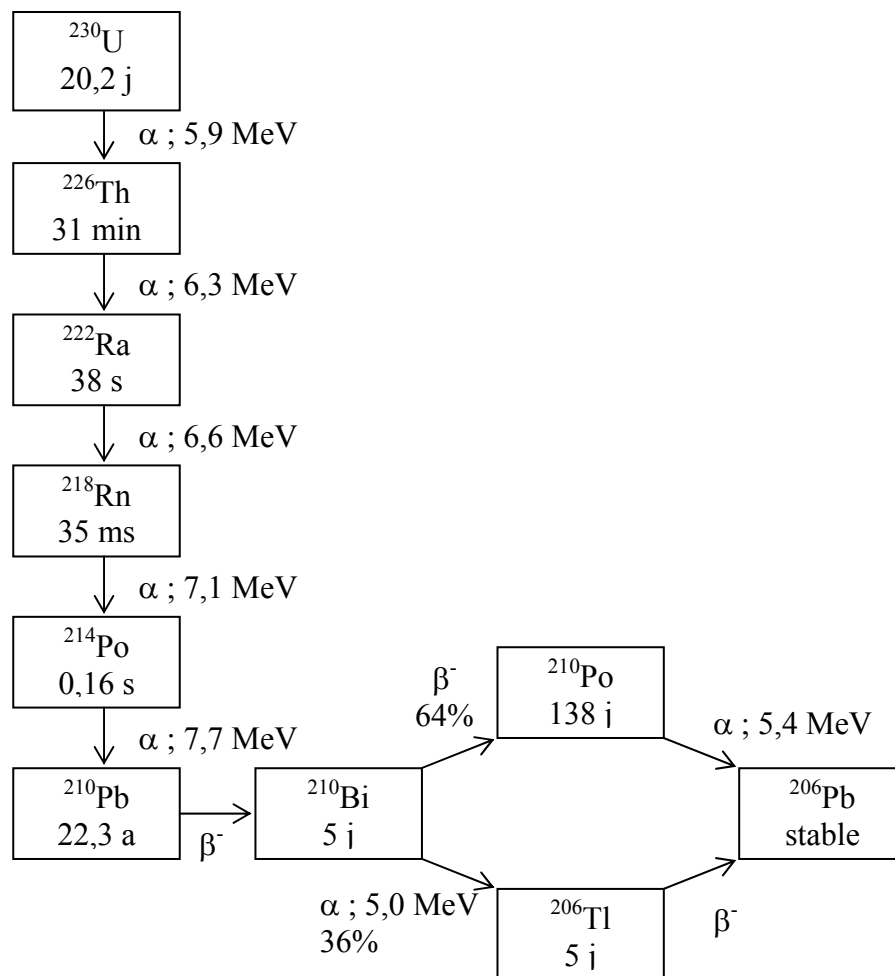 ²³⁰U
20,2 j
α ; 5,9 MeV
²²⁶Th
31 min
α ; 6,3 MeV
²²²Ra
38 s
α ; 6,6 MeV
²¹⁸Rn
35 ms
α ; 7,1 MeV
²¹⁴Po
0,16 s
α ; 7,7 MeV
²¹⁰Pb
22,3 a
β⁻
²¹⁰Bi
5 j
β⁻
64%
²¹⁰Po
138 j
α ; 5,4 MeV
α ; 5,0 MeV
36%
²⁰⁶Tl
5 j
β⁻
²⁰⁶Pb
stable